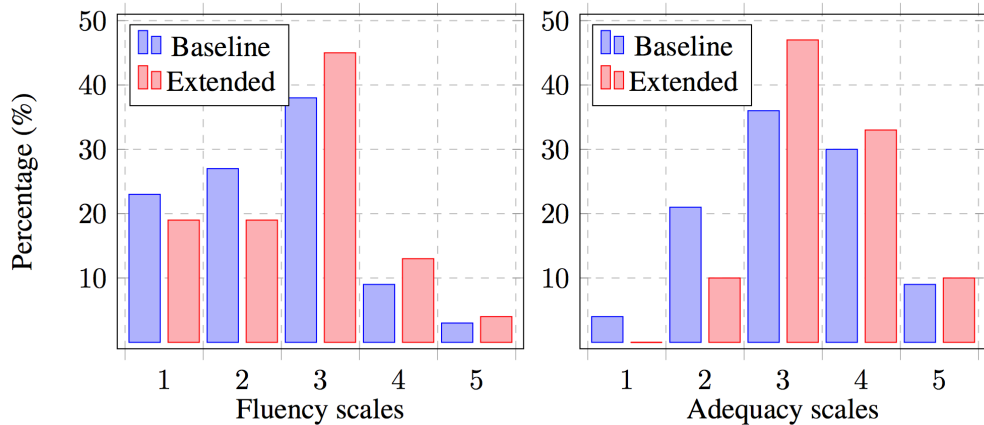 Percentage (%)
50
40
30
20
10
Baseline
Extended
1 2 3 4 5
Fluency scales
50
40
30
20
10
Baseline
Extended
1 2 3 4 5
Adequacy scales